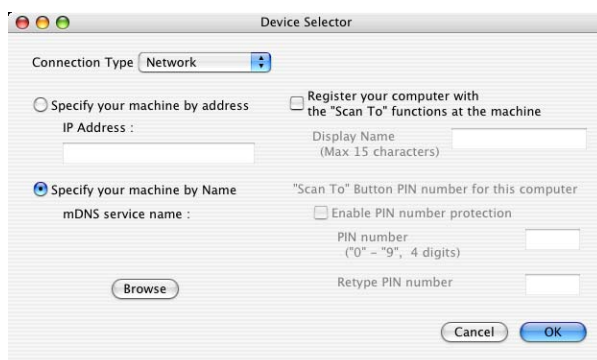 Device Selector
Connection Type Network
Specify your machine by address
IP Address :
Specify your machine by Name
mDNS service name :
Browse
Register your computer with
the "Scan To" functions at the machine
Display Name
(Max 15 characters)
"Scan To" Button PIN number for this computer
Enable PIN number protection
PIN number
("0" – "9", 4 digits)
Retype PIN number
Cancel OK